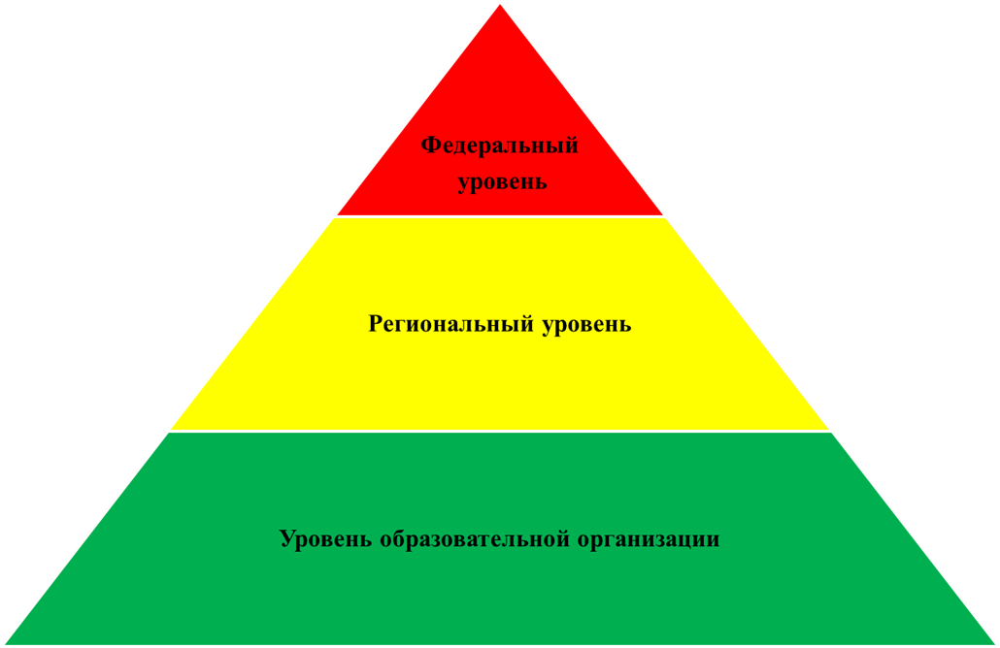 Федеральный
уровень
Региональный уровень
Уровень образовательной организации